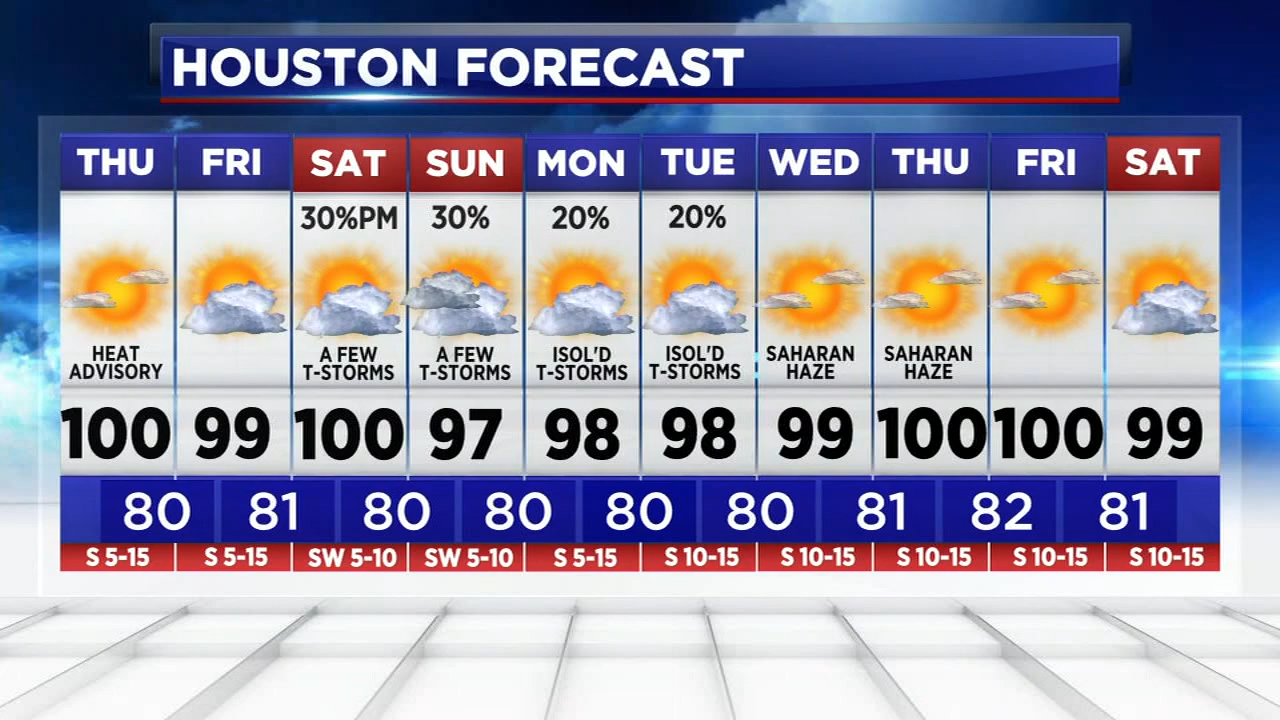 HOUSTON FORECAST
THU FRI SAT SUN MON TUE WED THU FRI SAT
30%PM 30% 20% 20%
HEAT A FEW A FEW ISOL'D ISOL'D SAHARAN SAHARAN
ADVISORY T-STORMS T-STORMS T-STORMS T-STORMS HAZE HAZE
100 99 100 97 98 98 99 100 100 99
80 81 80 80 80 80 81 82 81
S 5-15 S 5-15 SW 5-10 SW 5-10 S 5-15 S 10-15 S 10-15 S 10-15 S 10-15 S 10-15